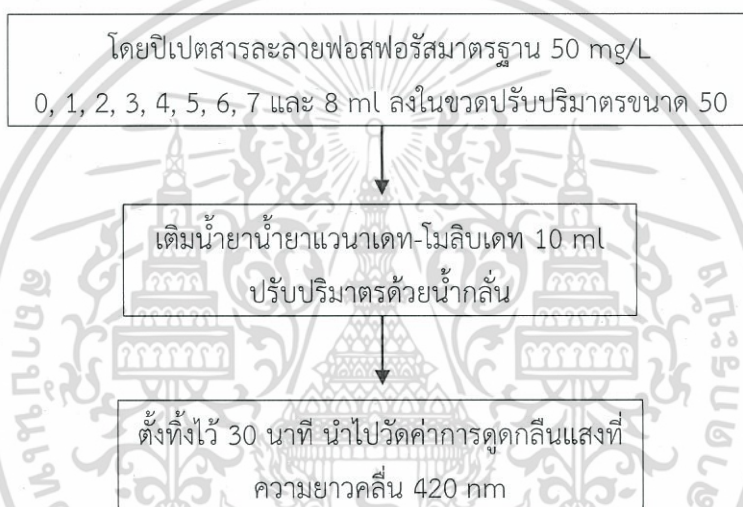 โดยปิเปตสารละลายฟอสฟอรัสมาตรฐาน 50 mg/L
0, 1, 2, 3, 4, 5, 6, 7 และ 8 ml ลงในขวดปรับปริมาตรขนาด 50
เติมน้ำยาน้ำยาแวนาเดท-โมลิบเดท 10 ml
ปรับปริมาตรด้วยน้ำกลั่น
ตั้งทิ้งไว้ 30 นาที นำไปวัดค่าการดูดกลืนแสงที่
ความยาวคลื่น 420 nm